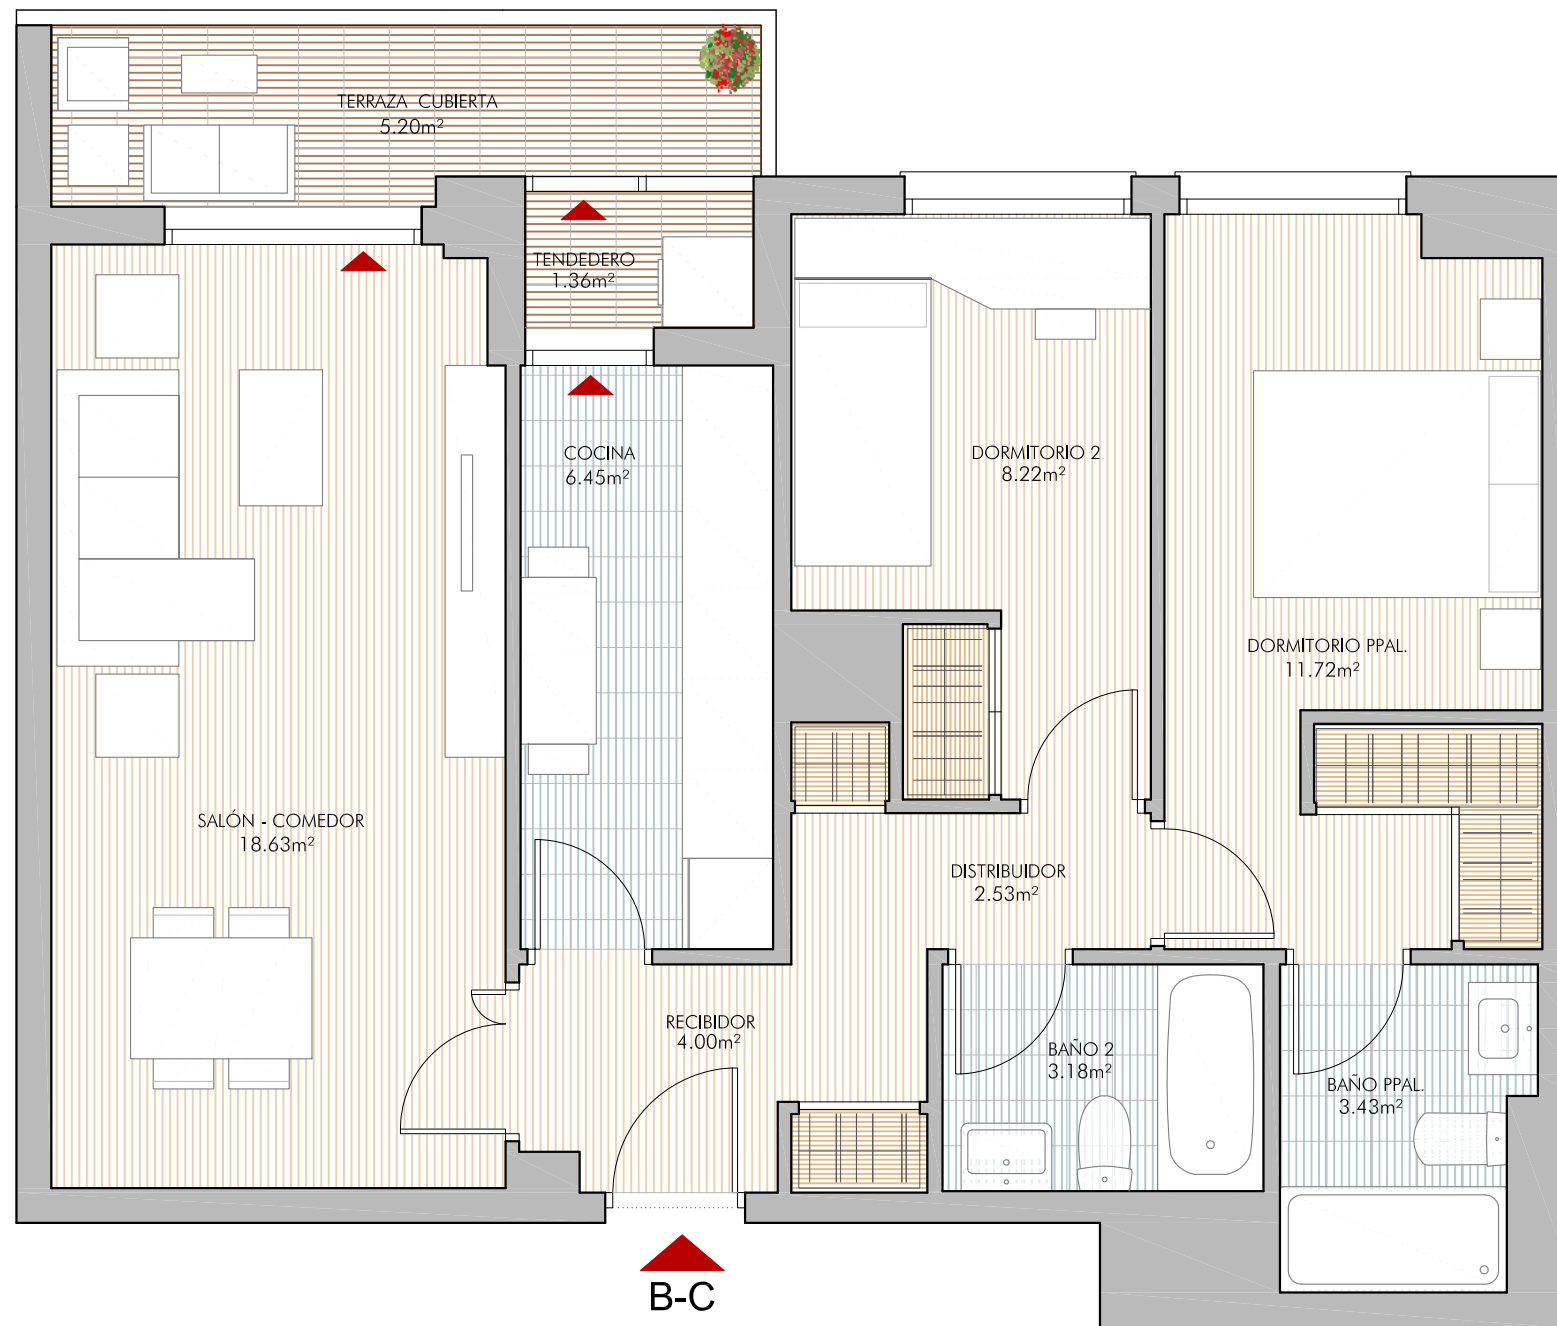 TERRAZA CUBIERTA
5.20m²
TENDEDERO
1.36m²
COCINA
6.45m²
DORMITORIO 2
8.22m²
DORMITORIO PPAL.
11.72m²
SALÓN - COMEDOR
18.63m²
DISTRIBUIDOR
2.53m²
RECIBIDOR
4.00m²
BAÑO 2
3.18m²
BAÑO PPAL.
3.43m²
B-C